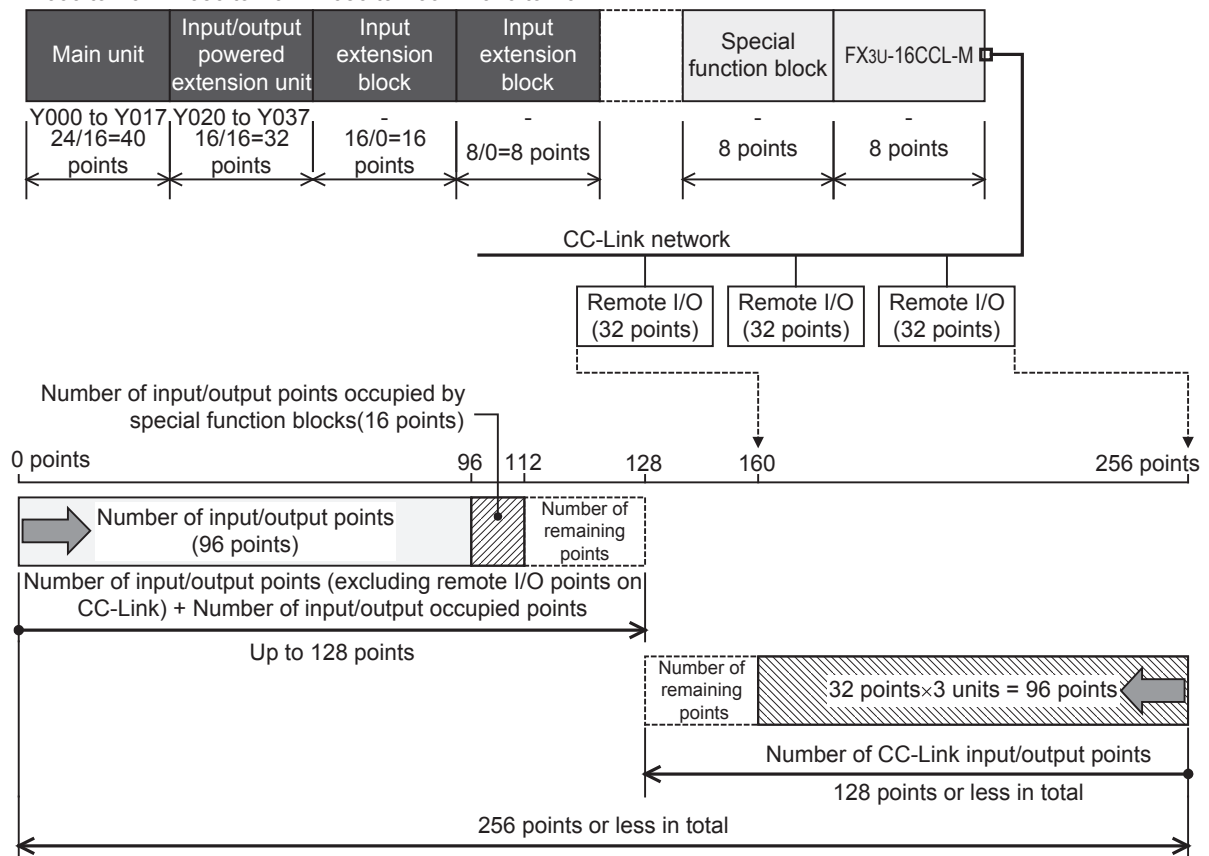 Main unit
Input/output
powered
extension unit
Input
extension
block
Input
extension
block
Special
function block
FX3U-16CCL-M
Y000 to Y017
Y020 to Y037
-
-
-
-
24/16=40
points
16/16=32
points
16/0=16
points
8/0=8 points
8 points
8 points
CC-Link network
Remote I/O
(32 points)
Remote I/O
(32 points)
Remote I/O
(32 points)
Number of input/output points occupied by
special function blocks(16 points)
0 points
96
112
128
160
256 points
Number of input/output points
(96 points)
Number of
remaining
points
Number of input/output points (excluding remote I/O points on
CC-Link) + Number of input/output occupied points
Up to 128 points
Number of
remaining
points
32 points×3 units = 96 points
Number of CC-Link input/output points
128 points or less in total
256 points or less in total